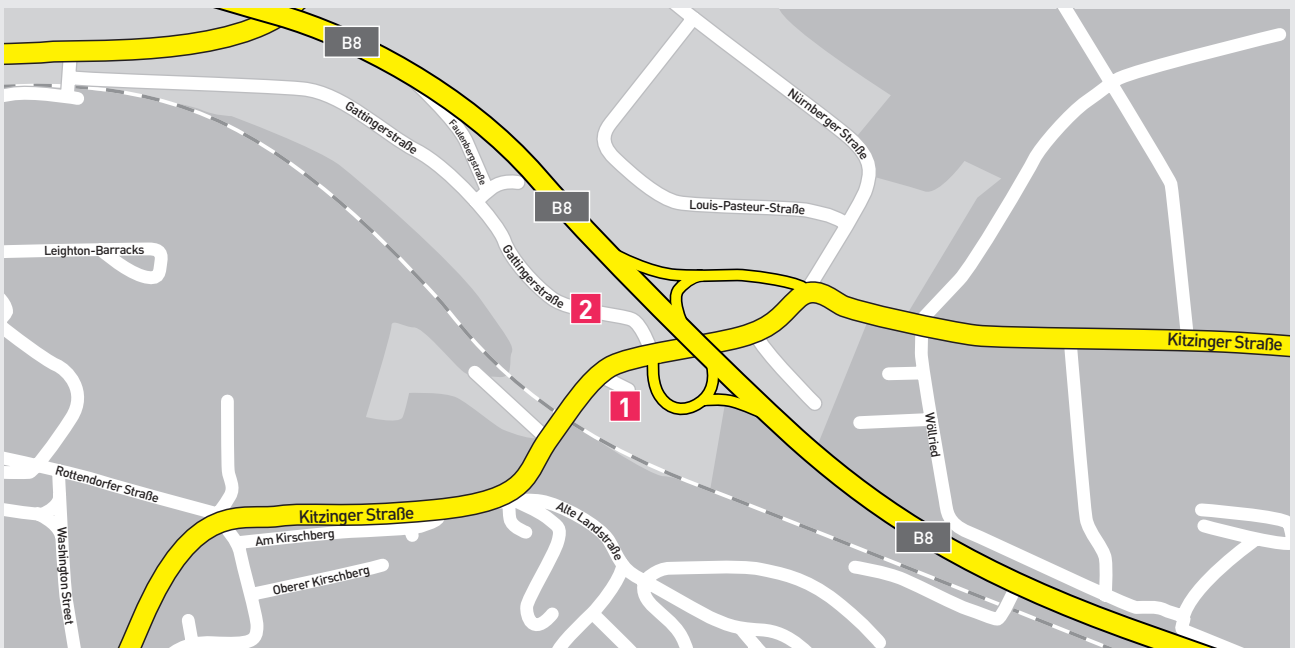 B8
Gattingerstraße
Faulenbergstraße
Nürnberger Straße
B8
Louis-Pasteur-Straße
Leighton-Barracks
Gattingerstraße
2
Kitzinger Straße
1
Wöllried
Rottendorfer Straße
Kitzinger Straße
Alte Landstraße
Am Kirschberg
B8
Washington Street
Oberer Kirschberg